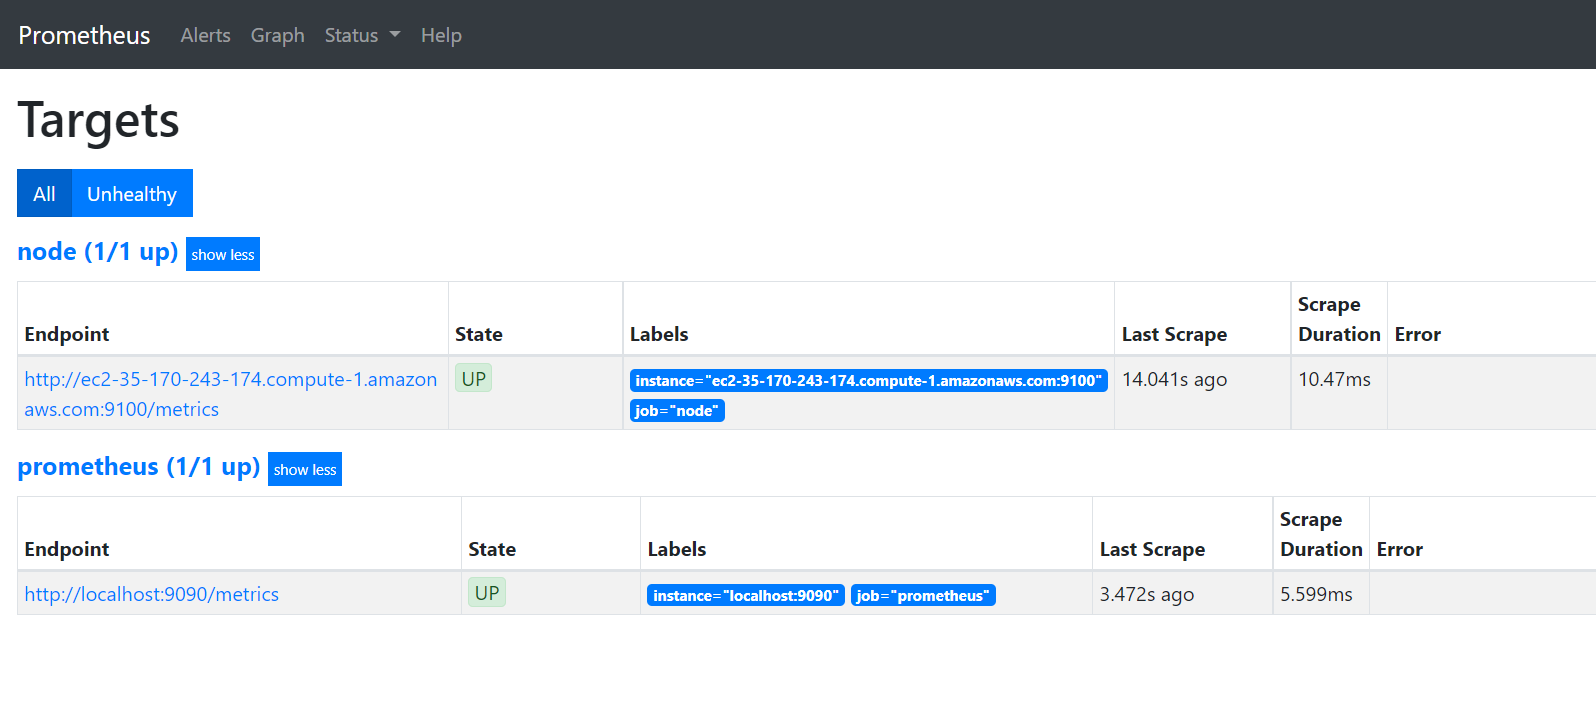 Prometheus Alerts Graph Status Help
Targets
All Unhealthy
node (1/1 up) show less
Endpoint State Labels Last Scrape Scrape Duration Error
http://ec2-35-170-243-174.compute-1.amazon
aws.com:9100/metrics
UP
instance="ec2-35-170-243-174.compute-1.amazonaws.com:9100"
job="node"
14.041s ago
10.47ms
prometheus (1/1 up) show less
Endpoint State Labels Last Scrape Scrape Duration Error
http://localhost:9090/metrics UP instance="localhost:9090" job="prometheus" 3.472s ago 5.599ms